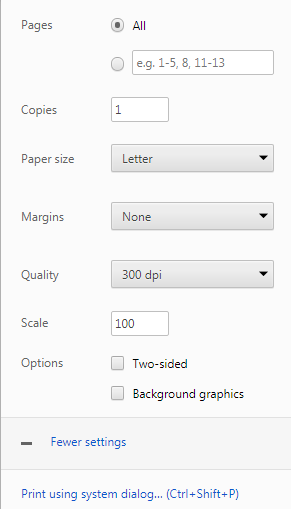 Pages All
e.g. 1-5, 8, 11-13
Copies 1
Paper size Letter
Margins None
Quality 300 dpi
Scale 100
Options Two-sided
Background graphics
Fewer settings
Print using system dialog... (Ctrl+Shift+P)